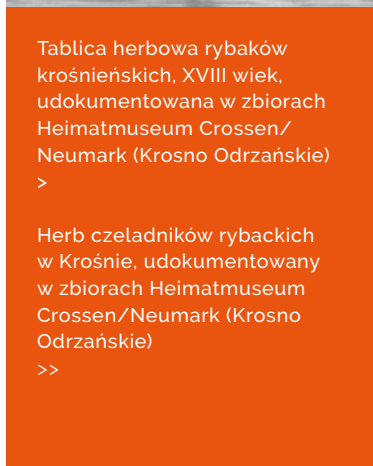 Tablica herbowa rybaków
krośnieńskich, XVIII wiek,
udokumentowana w zbiorach
Heimatmuseum Crossen/
Neumark (Krosno Odrzańskie)
>
Herb czeladników rybackich
w Krośnie, udokumentowany
w zbiorach Heimatmuseum
Crossen/Neumark (Krosno
Odrzańskie)
>>